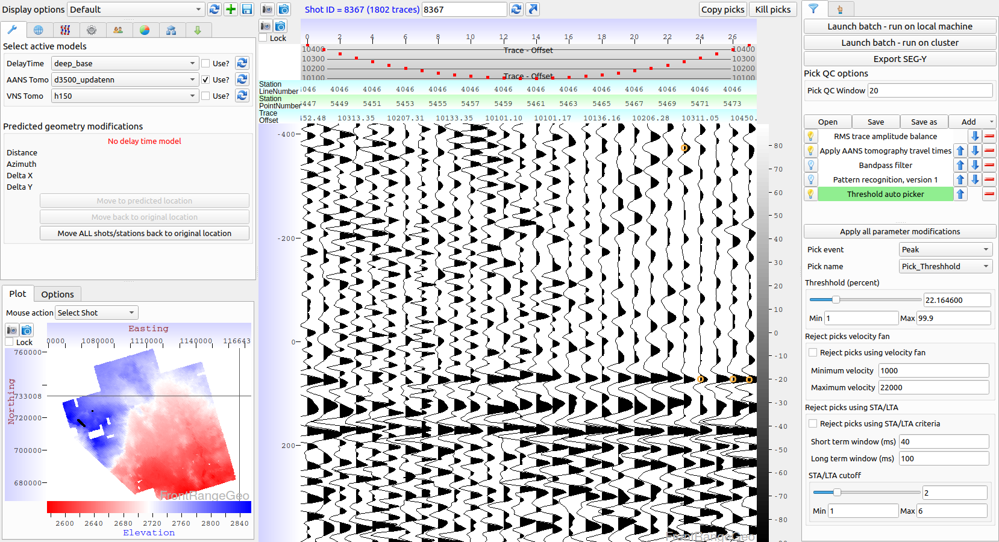 Display options Default
Select active models
DelayTime deep_base Use?
AANS Tomo d3500_updatenn Use?
VNS Tomo h150 Use?
Predicted geometry modifications
No delay time model
Distance
Azimuth
Delta X
Delta Y
Move to predicted location
Move back to original location
Move ALL shots/stations back to original location
Plot Options
Mouse action Select Shot
Lock
Easting
0000 1080000 1110000 1140000 116643
760000
733008
720000
700000
680000
Northing
FrontRangeGeo
2600 2640 2680 2720 2760 2800 2840
Elevation
Shot ID = 8367 (1802 traces) 8367 Copy picks Kill picks
Lock
0 2 4 6 8 10 12 14 16 18 20 22 24 26
10400 Trace - Offset 10400
10300 10300
10200 10200
10100 Trace - Offset 10100
Station
LineNumber 4046 4046 4046 4046 4046 4046 4046 4046 4046 4046 4046 4046 4046 4046
Station
PointNumber 5447 5449 5451 5453 5455 5457 5459 5461 5463 5465 5467 5469 5471 5473
Trace
Offset 452.48 10313.35 10207.31 10133.35 10101.10 10101.17 10136.16 10206.28 10311.05 10450.
-400
-200
0
200
80
70
60
50
40
30
20
10
0
-10
-20
-30
-40
-50
-60
-70
-80
FrontRangeGeo
Launch batch - run on local machine
Launch batch - run on cluster
Export SEG-Y
Pick QC options
Pick QC Window 20
Open Save Save as Add
RMS trace amplitude balance
Apply AANS tomography travel times
Bandpass filter
Pattern recognition, version 1
Threshold auto picker
Apply all parameter modifications
Pick event Peak
Pick name Pick_Threshhold
Threshhold (percent)
22.164600
Min 1 Max 99.9
Reject picks velocity fan
Reject picks using velocity fan
Minimum velocity 1000
Maximum velocity 22000
Reject picks using STA/LTA
Reject picks using STA/LTA criteria
Short term window (ms) 40
Long term window (ms) 100
STA/LTA cutoff
2
Min 1 Max 6